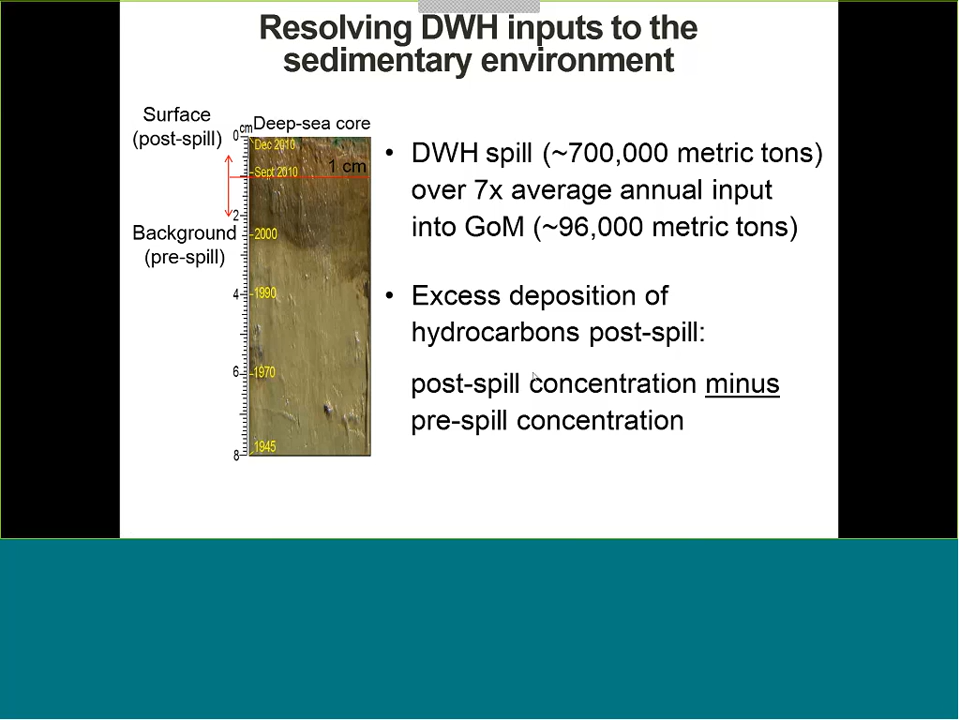 Resolving DWH inputs to the
sedimentary environment
Surface
(post-spill)
Background
(pre-spill)
cm
Deep-sea core
0
2
4
6
8
Dec 2010
Sept 2010
1 cm
2000
1990
1970
1945
• DWH spill (~700,000 metric tons)
over 7x average annual input
into GoM (~96,000 metric tons)
• Excess deposition of
hydrocarbons post-spill:
post-spill concentration minus
pre-spill concentration